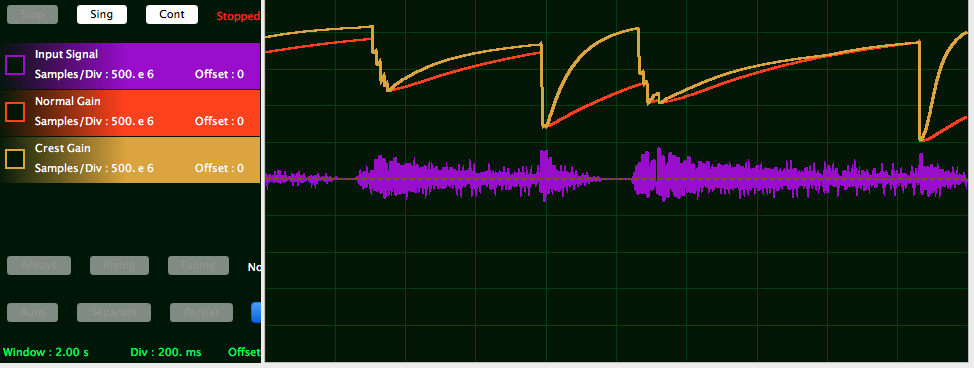 Stop Sing Cont Stopped
Input Signal
Samples/Div : 500. e 6 Offset : 0
Normal Gain
Samples/Div : 500. e 6 Offset : 0
Crest Gain
Samples/Div : 500. e 6 Offset : 0
Always Rising Falling No
Auto Separate Persist
Window : 2.00 s Div : 200. ms Offset